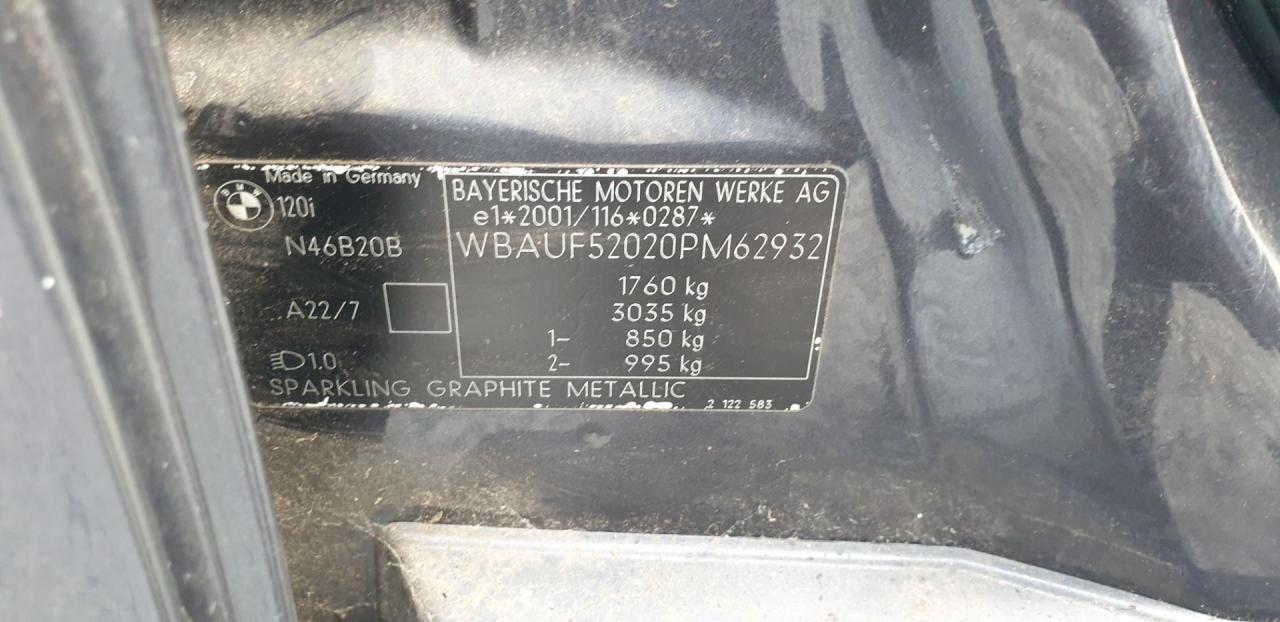 Made in Germany
BMW
120i
N46B20B
A22/7
1.0
BAYERISCHE MOTOREN WERKE AG
e1*2001/116*0287*
WBAUF52020PM62932
1760 kg
3035 kg
1- 850 kg
2- 995 kg
SPARKLING GRAPHITE METALLIC
2 122 583